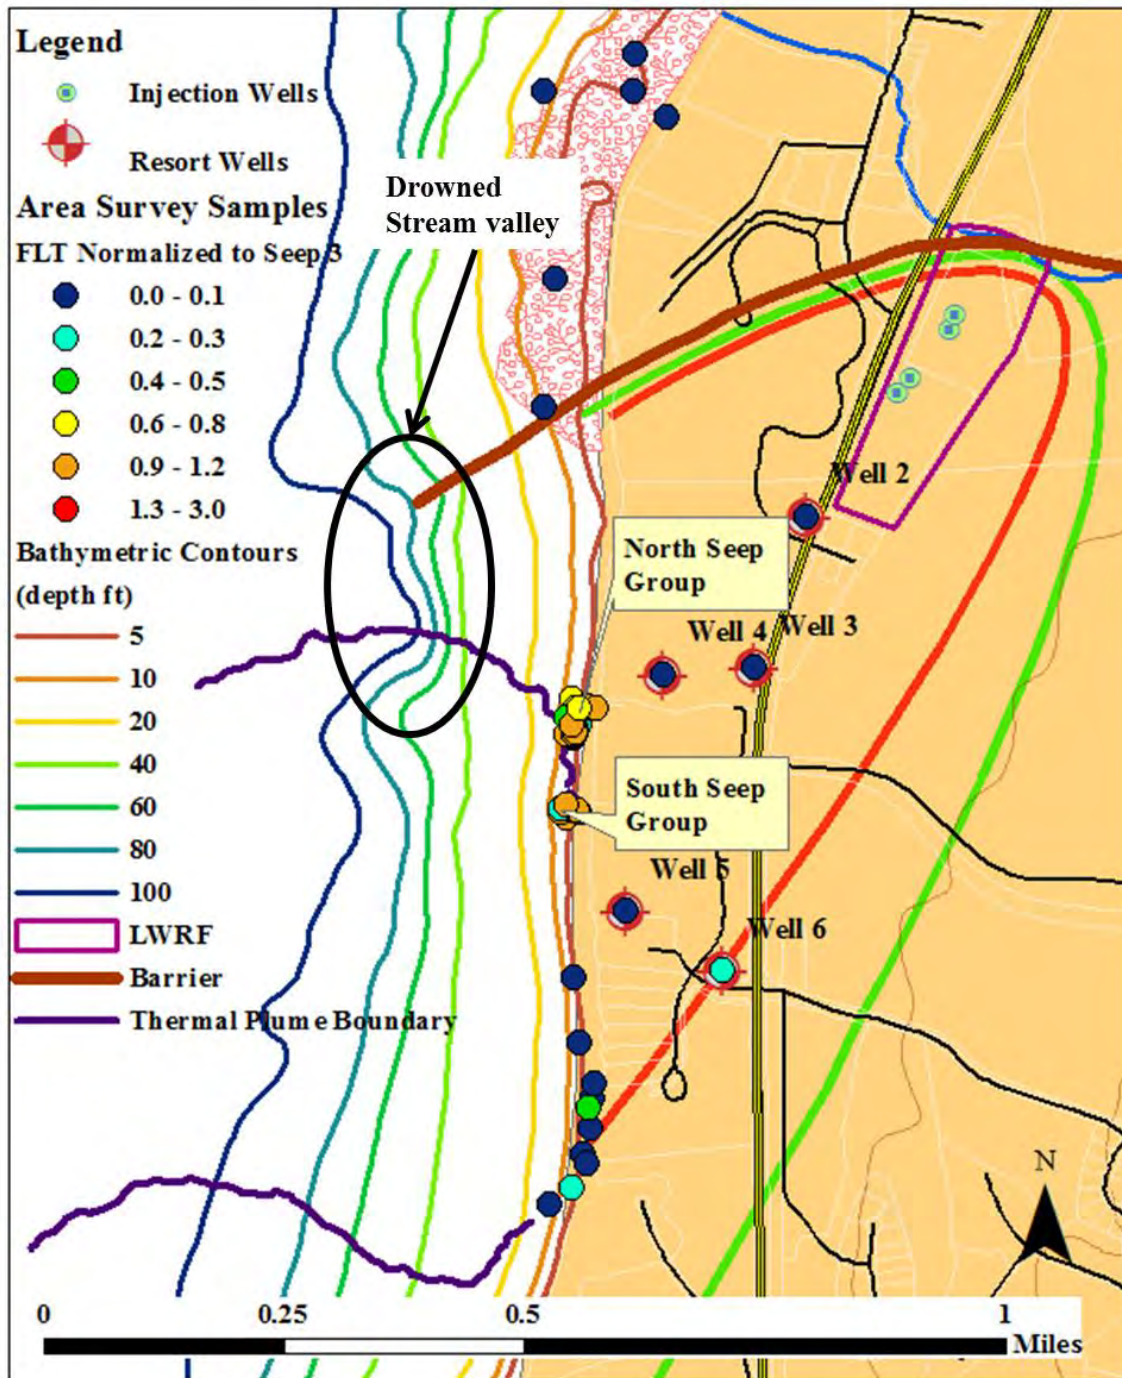 Legend
Injection Wells
Resort Wells
Area Survey Samples
FLT Normalized to Seep 3
0.0 - 0.1
0.2 - 0.3
0.4 - 0.5
0.6 - 0.8
0.9 - 1.2
1.3 - 3.0
Bathymetric Contours
(depth ft)
5
10
20
40
60
80
100
LWRF
Barrier
Thermal Plume Boundary
Drowned
Stream valley
Well 2
North Seep
Group
Well 4
Well 3
South Seep
Group
Well 5
Well 6
N
0
0.25
0.5
1
Miles